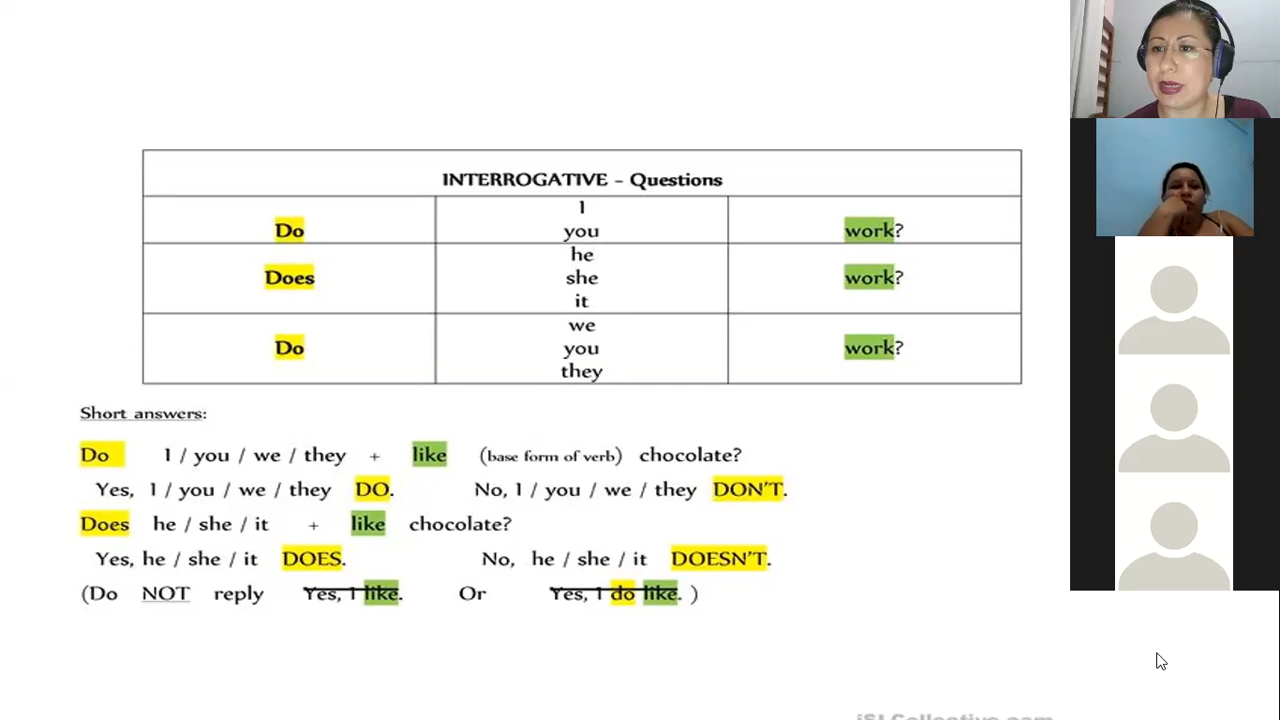 INTERROGATIVE – Questions
I
Do you work?
he
Does she work?
it
we
Do you work?
they
Short answers:
Do I / you / we / they + like (base form of verb) chocolate?
Yes, I / you / we / they DO. No, I / you / we / they DON'T.
Does he / she / it + like chocolate?
Yes, he / she / it DOES. No, he / she / it DOESN'T.
(Do NOT reply Yes, I like. Or Yes, I do like. )